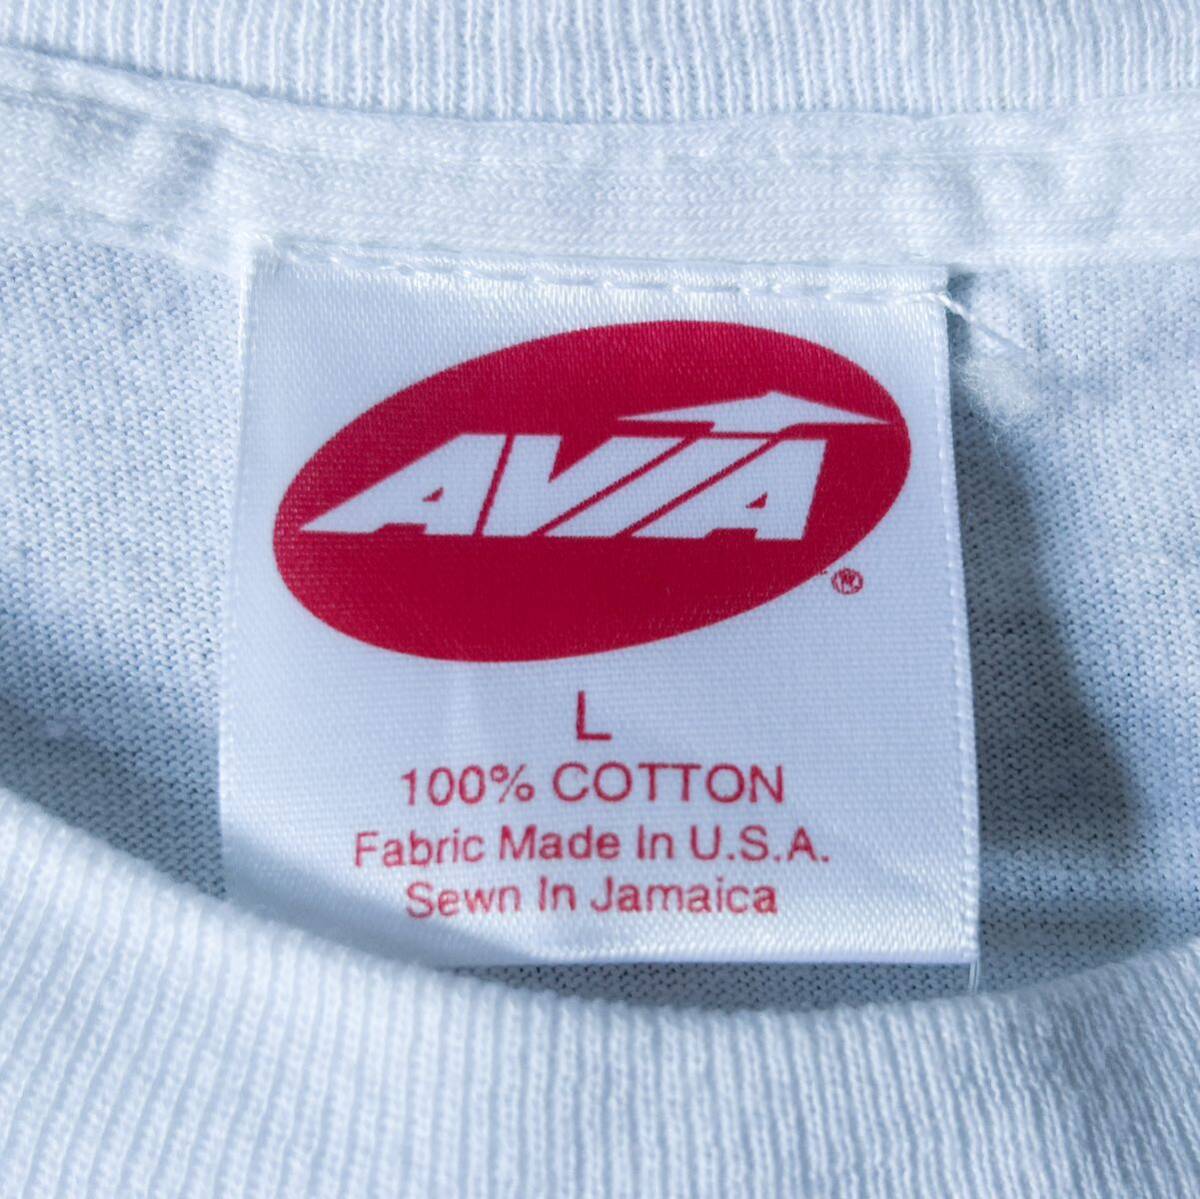 AVIA
®
L
100% COTTON
Fabric Made In U.S.A.
Sewn In Jamaica